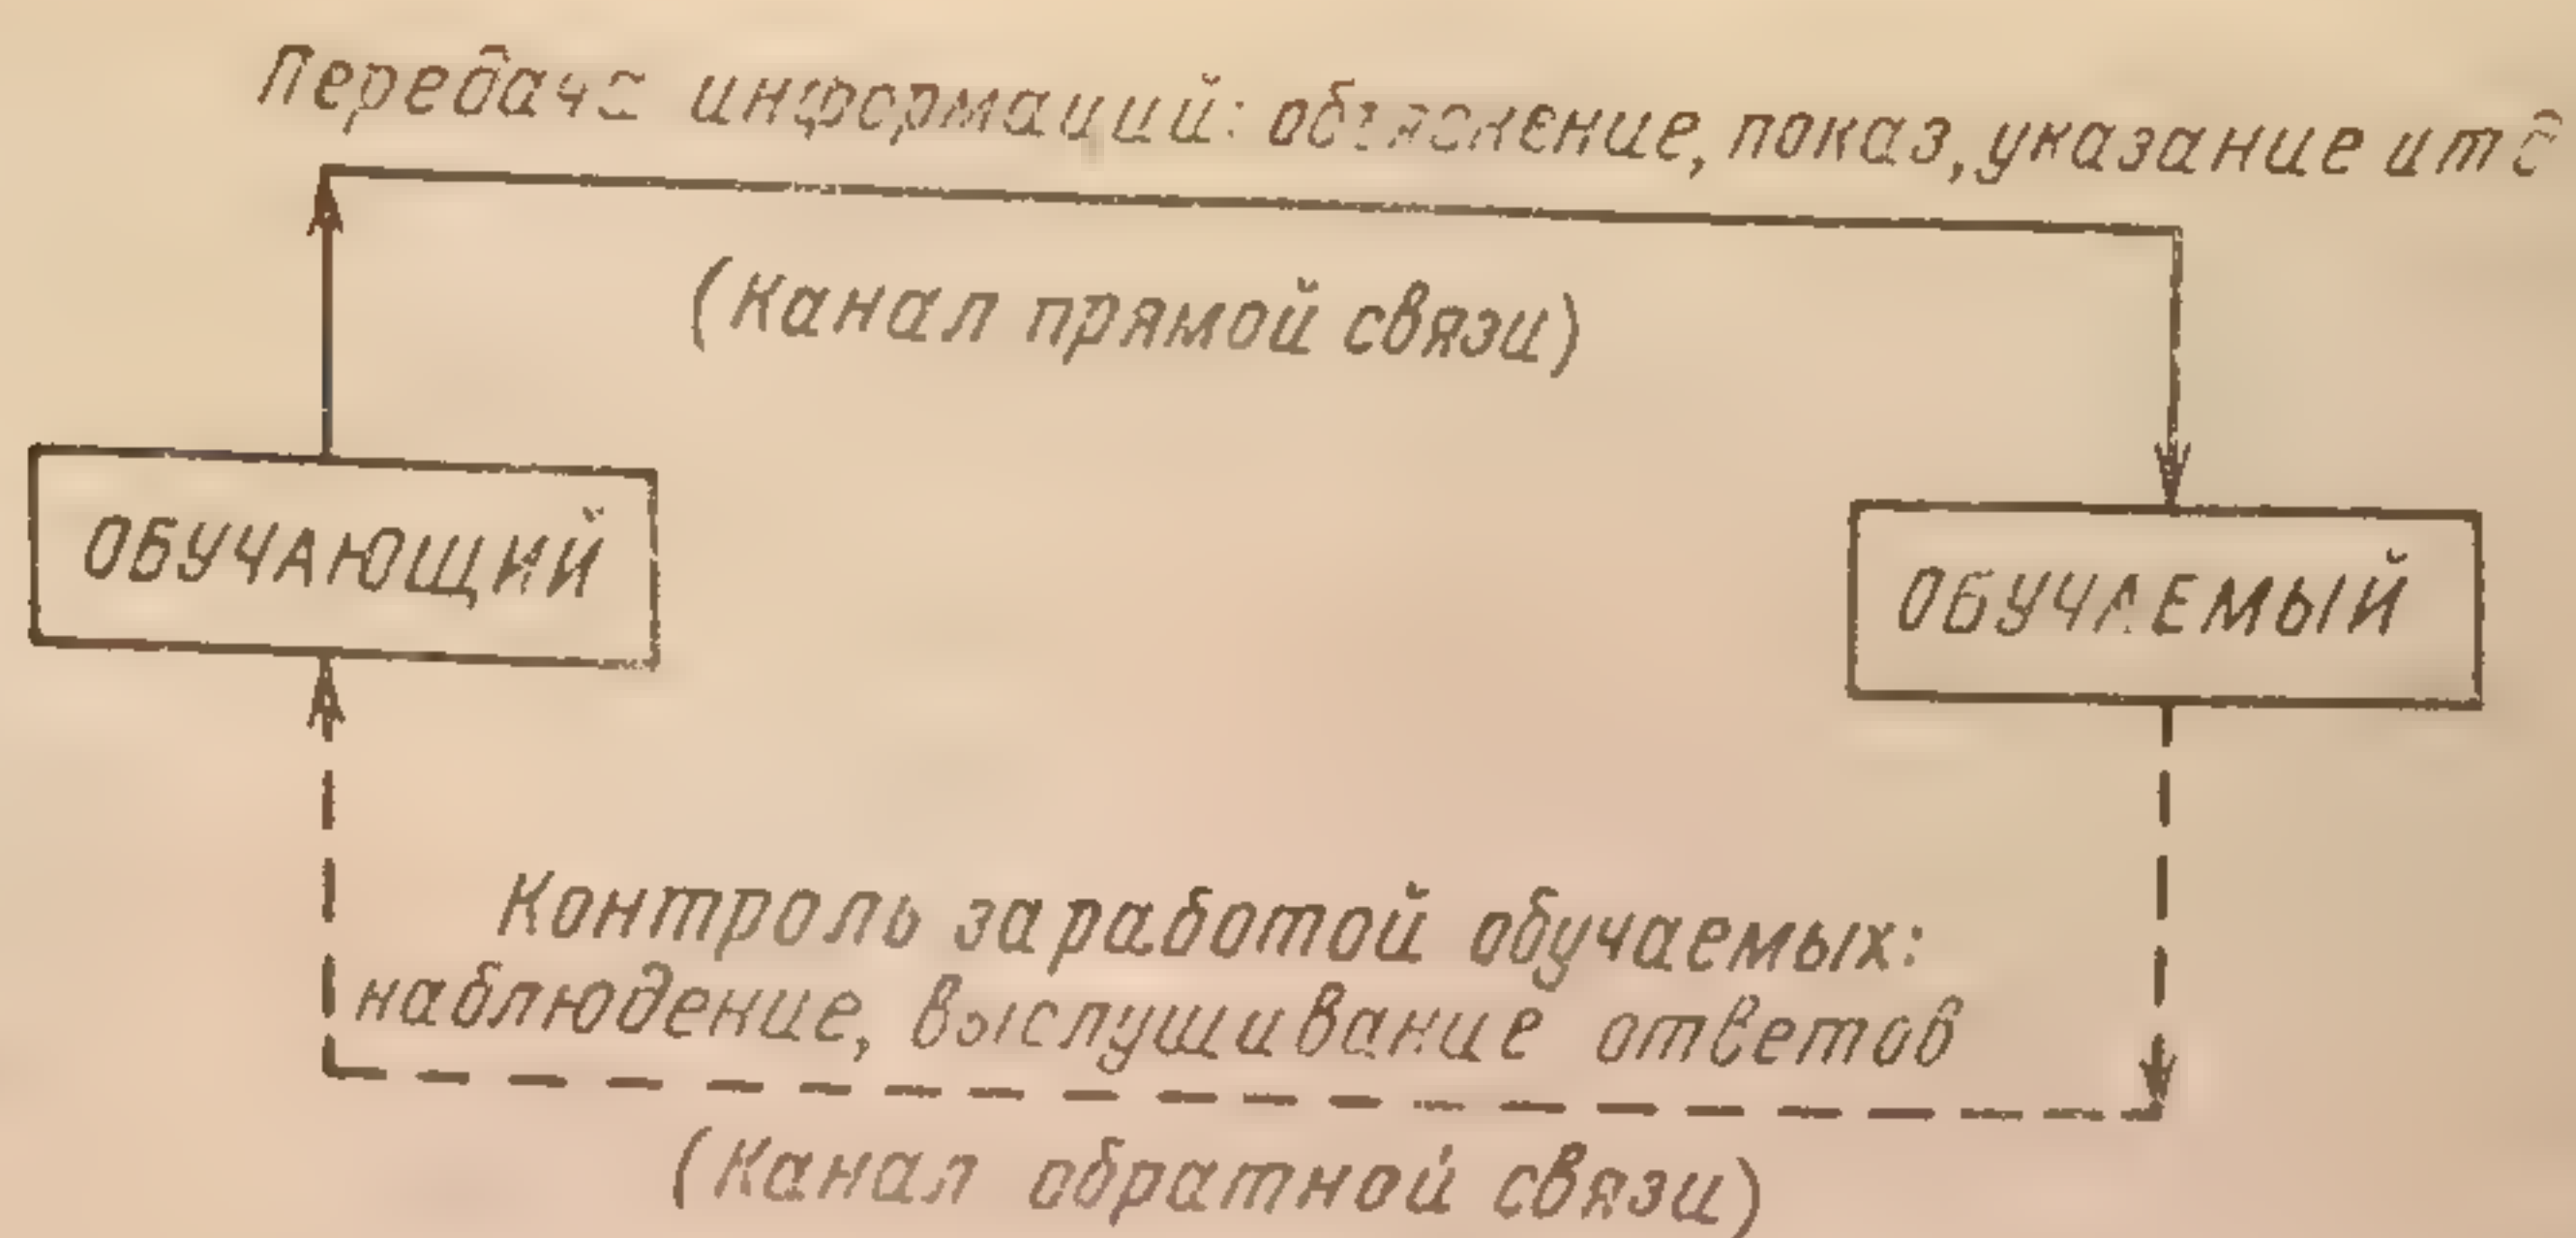 Передача информаций: объяснение, показ, указание и т д
(Канал прямой связи)
ОБУЧАЮЩИЙ
ОБУЧАЕМЫЙ
Контроль за работой обучаемых:
наблюдение, выслушивание ответов
(Канал обратной связи)